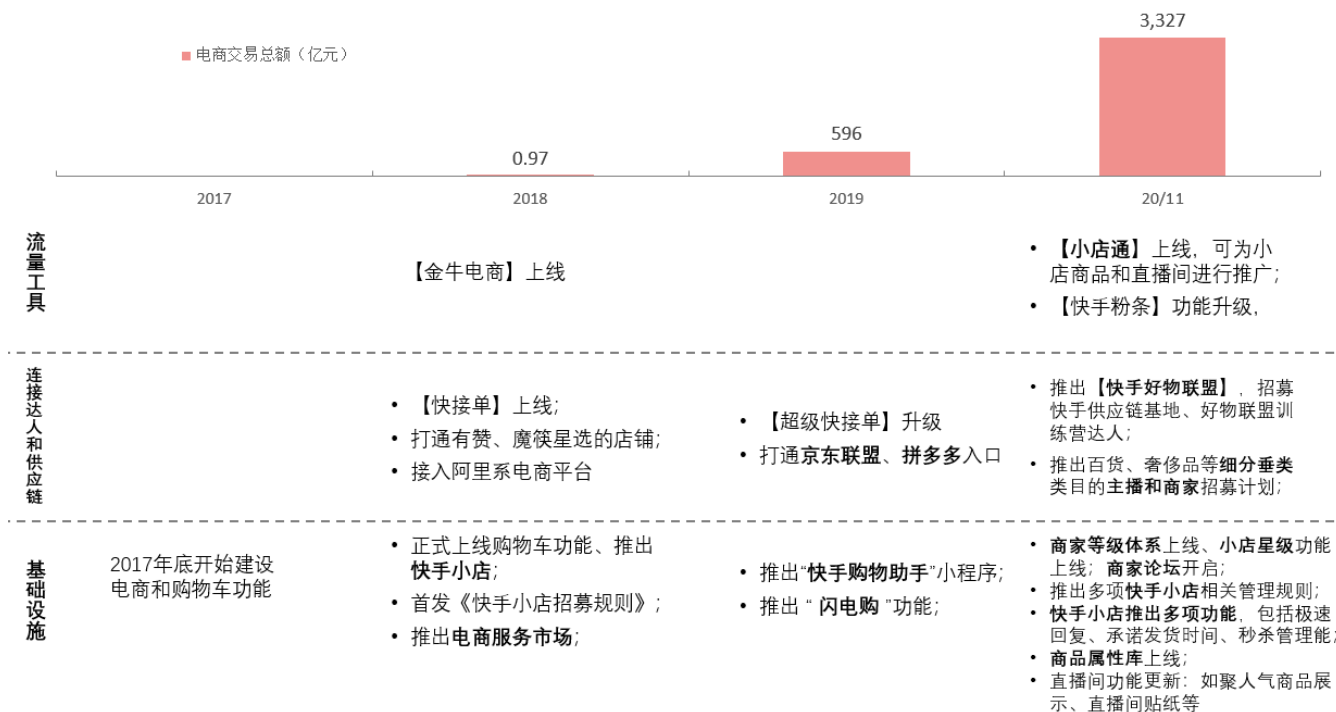 电商交易总额（亿元）
3,327
596
0.97
2017
2018
2019
20/11
流量工具
【金牛电商】上线
• 【小店通】上线，可为小
店商品和直播间进行推广；
• 【快手粉条】功能升级，
连接达人和供应链
• 【快接单】上线；
• 打通有赞、魔筷星选的店铺；
• 接入阿里系电商平台
• 【超级快接单】升级
• 打通京东联盟、拼多多入口
• 推出【快手好物联盟】，招募
快手供应链基地、好物联盟训
练营达人；
• 推出百货、奢侈品等细分垂类
类目的主播和商家招募计划；
基础设施
2017年底开始建设
电商和购物车功能
• 正式上线购物车功能、推出
快手小店；
• 首发《快手小店招募规则》；
• 推出电商服务市场；
• 推出“快手购物助手”小程序；
• 推出 “ 闪电购 ”功能；
• 商家等级体系上线、小店星级功能
上线；商家论坛开启；
• 推出多项快手小店相关管理规则；
• 快手小店推出多项功能，包括极速
回复、承诺发货时间、秒杀管理能；
• 商品属性库上线；
• 直播间功能更新：如聚人气商品展
示、直播间贴纸等